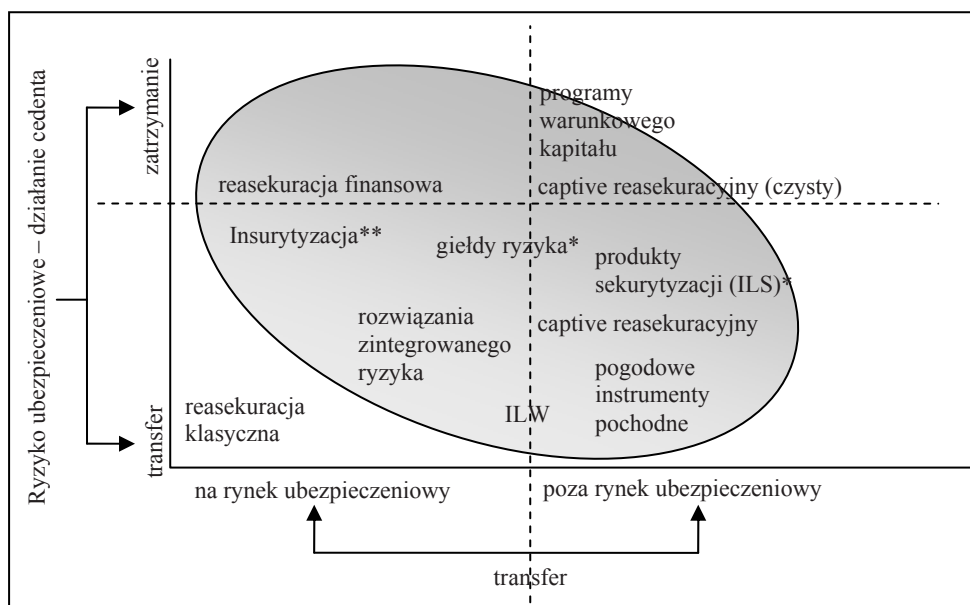 Ryzyko ubezpieczeniowe – działanie cedenta
zatrzymanie
transfer
programy
warunkowego
kapitału
reasekuracja finansowa
captive reasekuracyjny (czysty)
Insurytyzacja**
giełdy ryzyka*
produkty
sekurytyzacji (ILS)*
rozwiązania
zintegrowanego
ryzyka
captive reasekuracyjny
pogodowe
instrumenty
pochodne
reasekuracja
klasyczna
ILW
na rynek ubezpieczeniowy
poza rynek ubezpieczeniowy
transfer